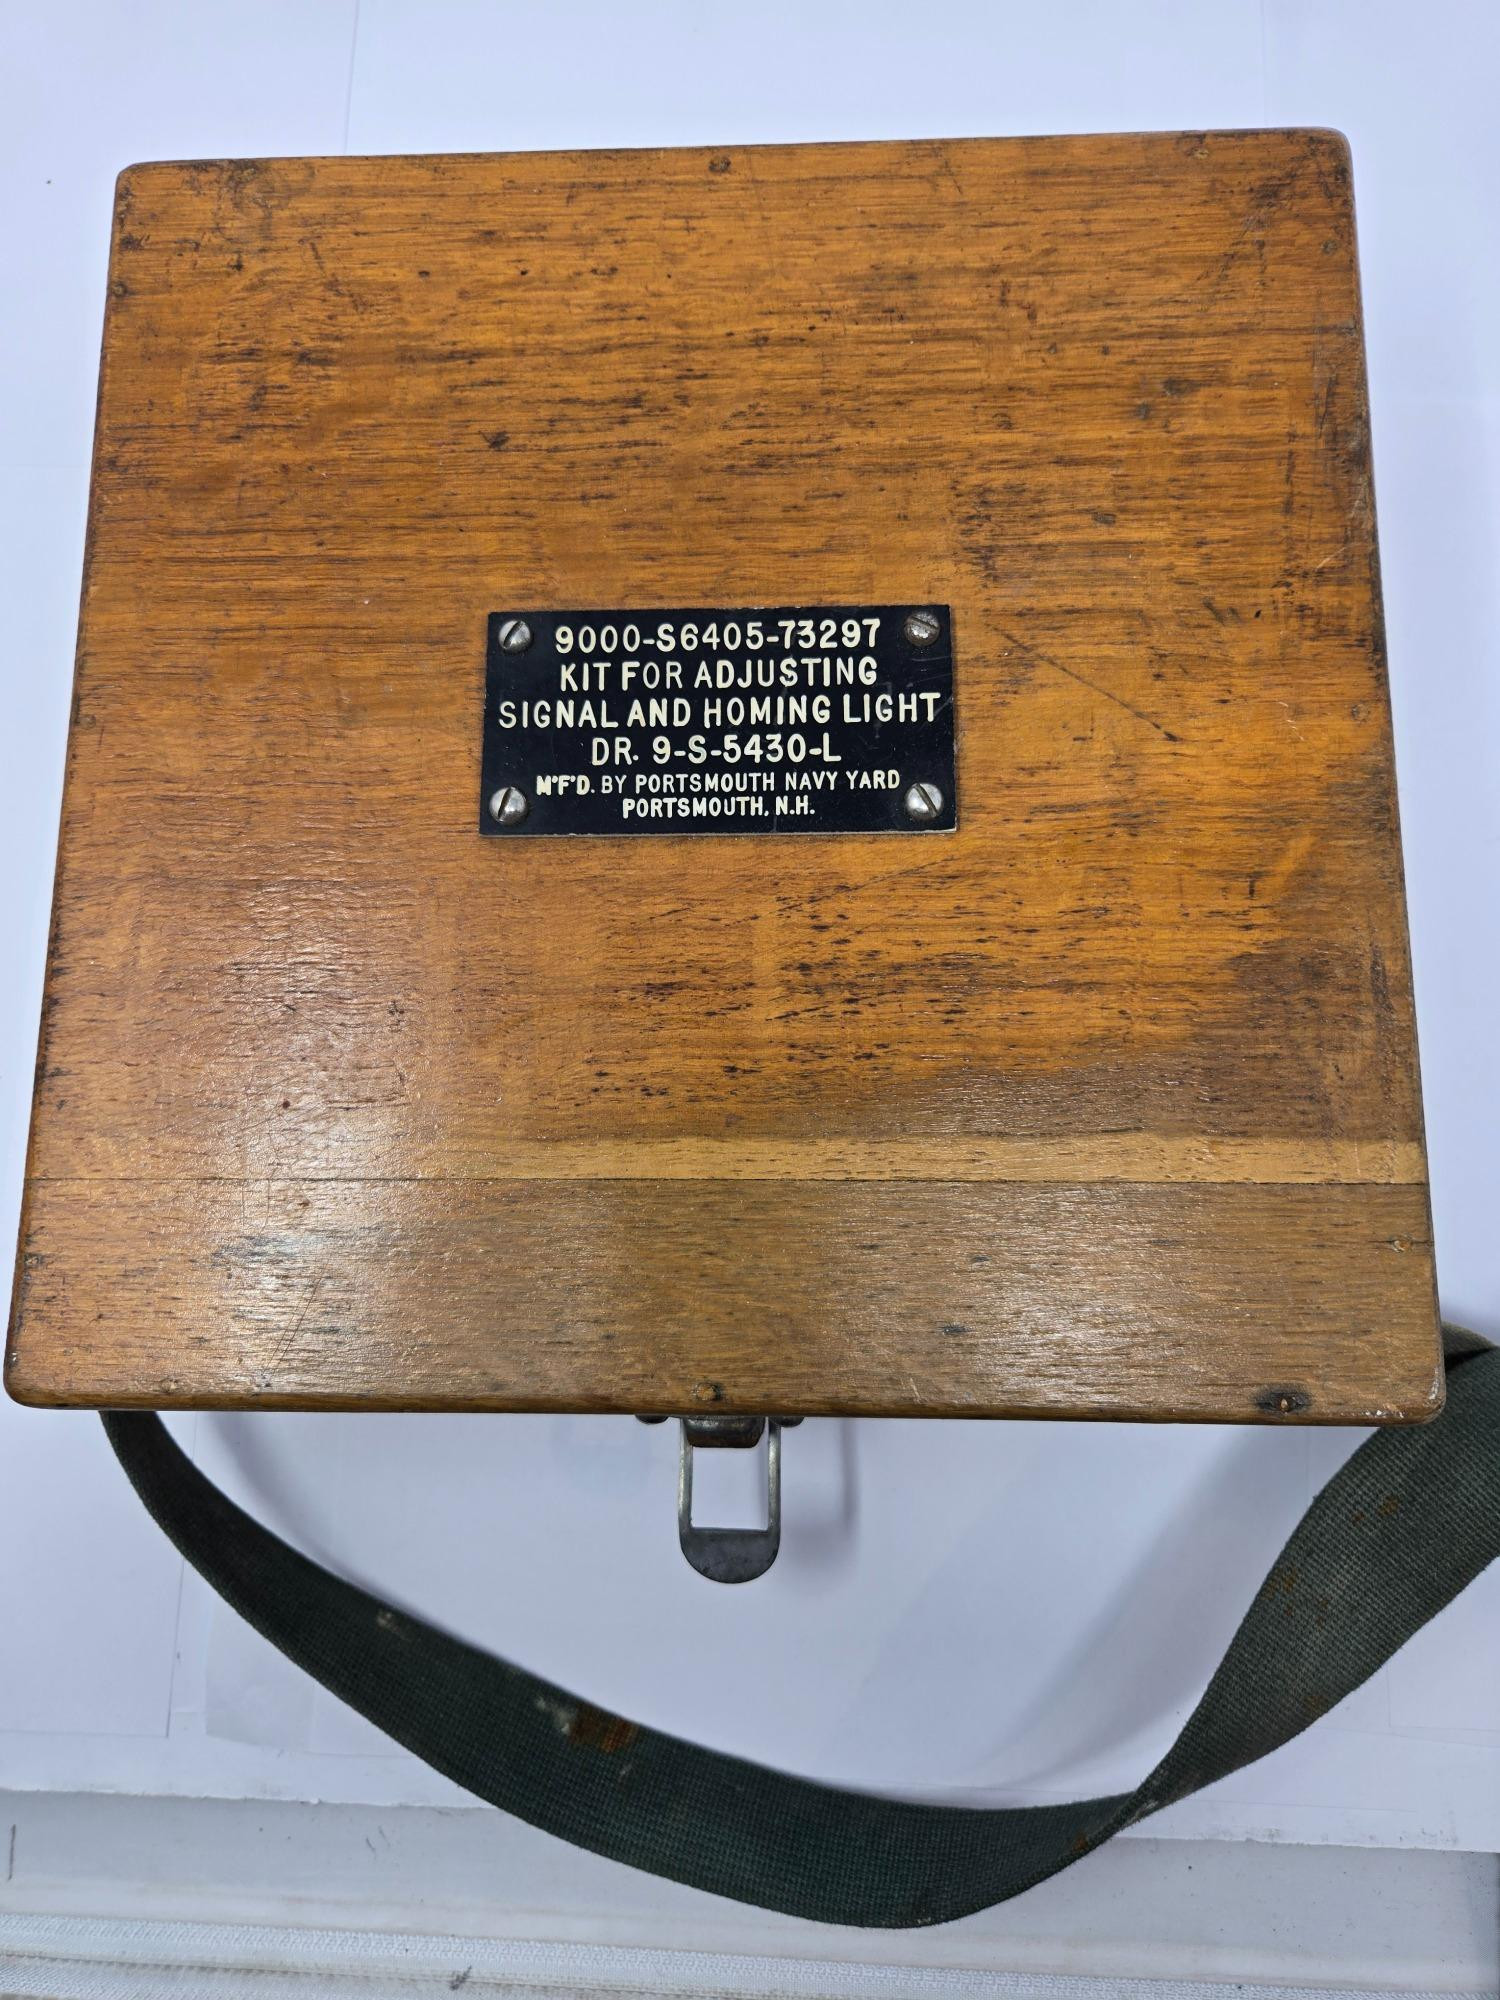 9000-S6405-73297
KIT FOR ADJUSTING
SIGNAL AND HOMING LIGHT
DR. 9-S-5430-L
M'F'D. BY PORTSMOUTH NAVY YARD
PORTSMOUTH, N.H.